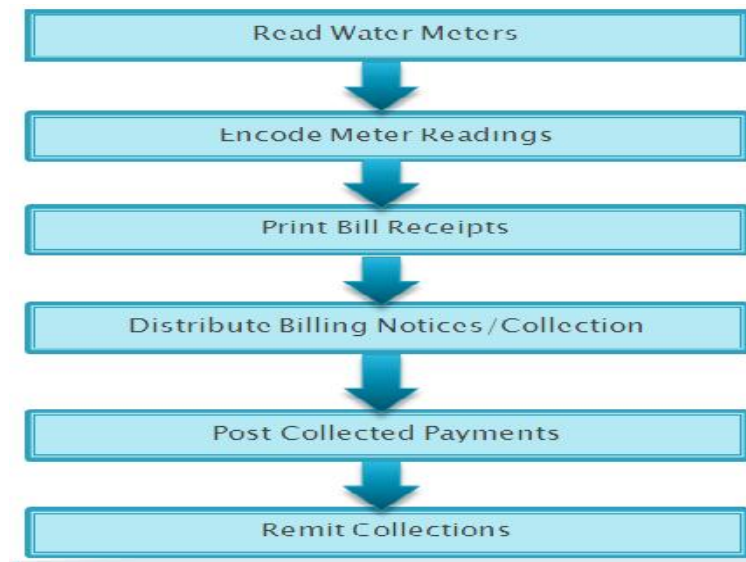 Read Water Meters
Encode Meter Readings
Print Bill Receipts
Distribute Billing Notices/Collection
Post Collected Payments
Remit Collections